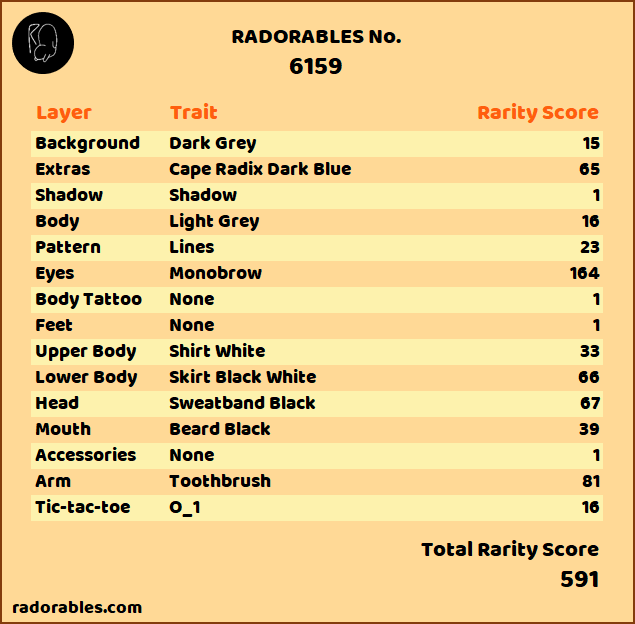 RADORABLES No.
6159
Layer Trait Rarity Score
Background Dark Grey 15
Extras Cape Radix Dark Blue 65
Shadow Shadow 1
Body Light Grey 16
Pattern Lines 23
Eyes Monobrow 164
Body Tattoo None 1
Feet None 1
Upper Body Shirt White 33
Lower Body Skirt Black White 66
Head Sweatband Black 67
Mouth Beard Black 39
Accessories None 1
Arm Toothbrush 81
Tic-tac-toe O_1 16
Total Rarity Score
591
radorables.com